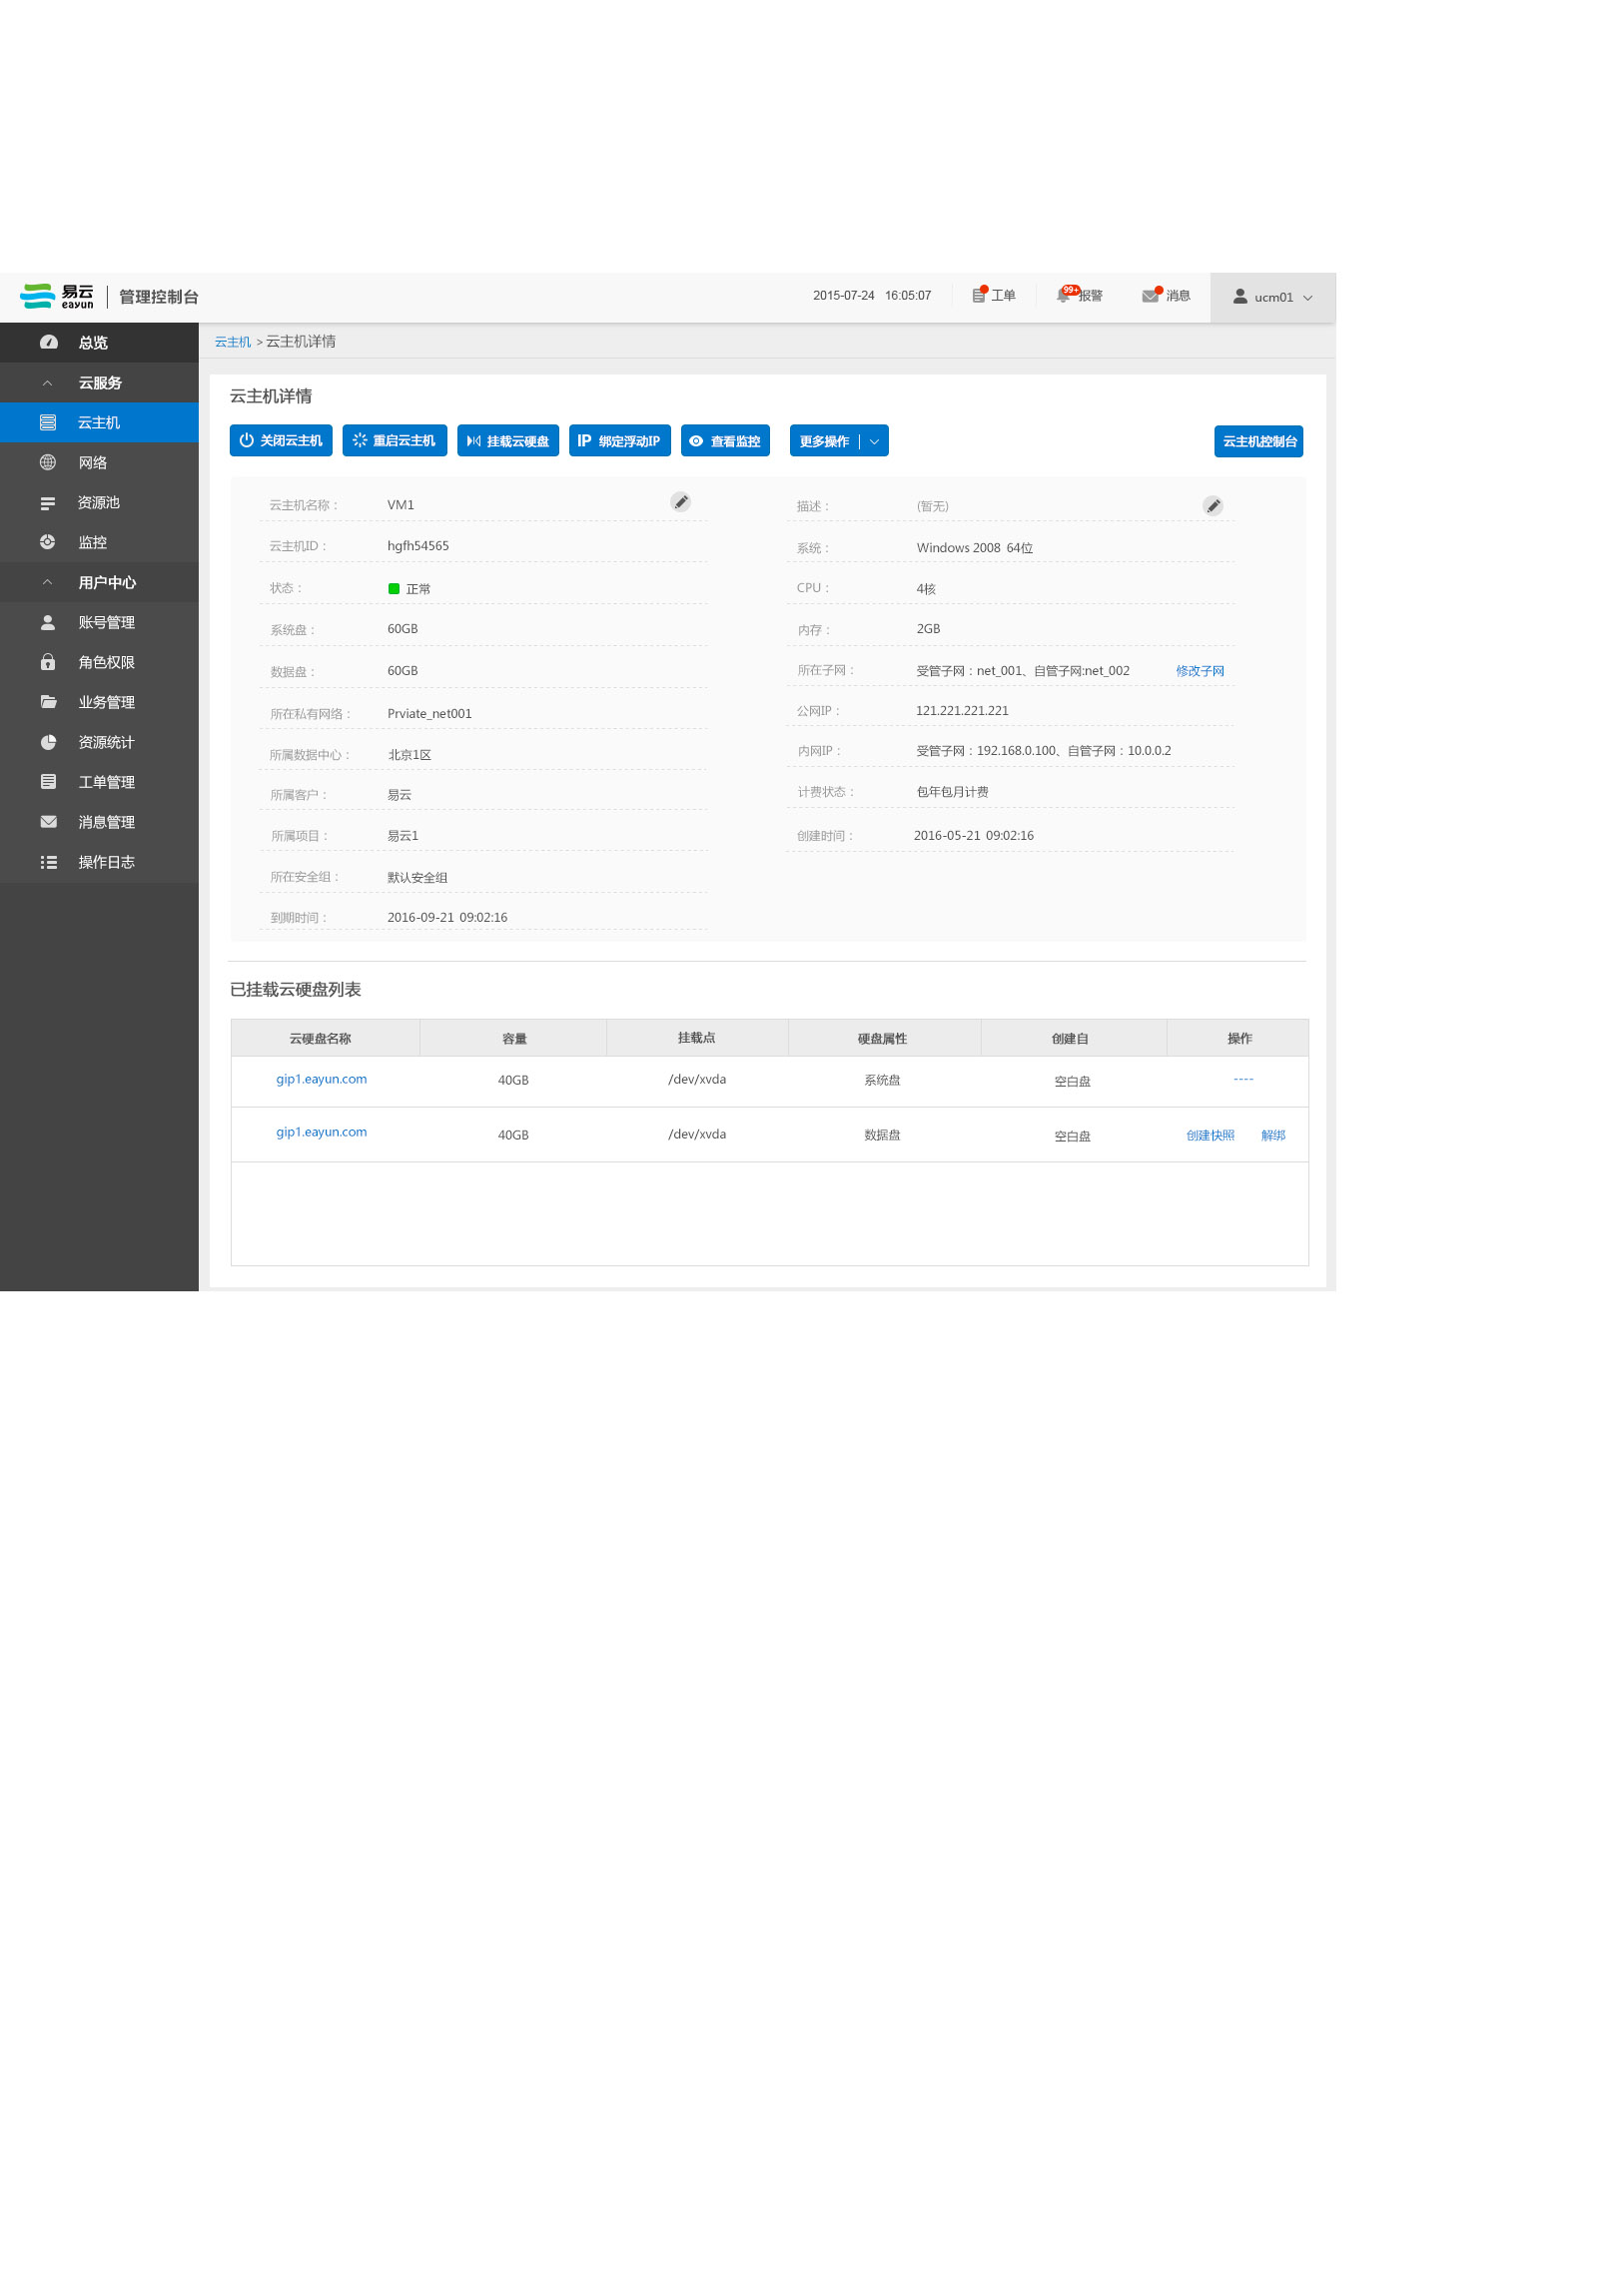 易云 eayun 管理控制台 2015-07-24 16:05:07 工单 99+ 报警 消息 ucm01
总览
云服务
云主机
网络
资源池
监控
用户中心
账号管理
角色权限
业务管理
资源统计
工单管理
消息管理
操作日志
云主机 > 云主机详情
云主机详情
关闭云主机 重启云主机 挂载云硬盘 IP 绑定浮动IP 查看监控 更多操作 云主机控制台
云主机名称： VM1
云主机ID： hgfh54565
状态： 正常
系统盘： 60GB
数据盘： 60GB
所在私有网络： Prviate_net001
所属数据中心： 北京1区
所属客户： 易云
所属项目： 易云1
所在安全组： 默认安全组
到期时间： 2016-09-21 09:02:16
描述： (暂无)
系统： Windows 2008 64位
CPU： 4核
内存： 2GB
所在子网： 受管子网：net_001、自管子网:net_002 修改子网
公网IP： 121.221.221.221
内网IP： 受管子网：192.168.0.100、自管子网：10.0.0.2
计费状态： 包年包月计费
创建时间： 2016-05-21 09:02:16
已挂载云硬盘列表
云硬盘名称 容量 挂载点 硬盘属性 创建自 操作
gip1.eayun.com 40GB /dev/xvda 系统盘 空白盘 ----
gip1.eayun.com 40GB /dev/xvda 数据盘 空白盘 创建快照 解绑